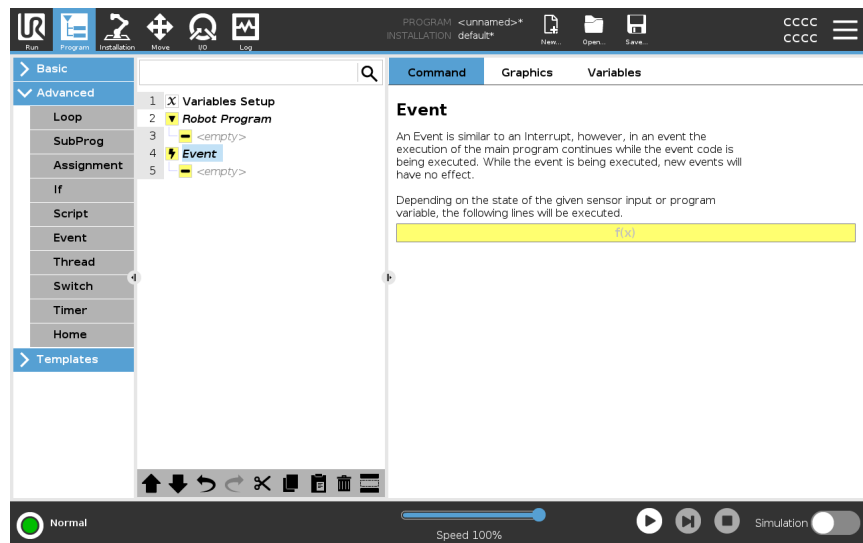 UR
PROGRAM <unnamed>*
INSTALLATION default*
CCCC
CCCC
Run Program Installation Move I/O Log New... Open... Save...
Basic
Advanced
Loop
SubProg
Assignment
If
Script
Event
Thread
Switch
Timer
Home
Templates
1 X Variables Setup
2 Robot Program
3 <empty>
4 Event
5 <empty>
Command Graphics Variables
Event
An Event is similar to an Interrupt, however, in an event the
execution of the main program continues while the event code is
being executed. While the event is being executed, new events will
have no effect.
Depending on the state of the given sensor input or program
variable, the following lines will be executed.
f(x)
Normal
Speed 100%
Simulation